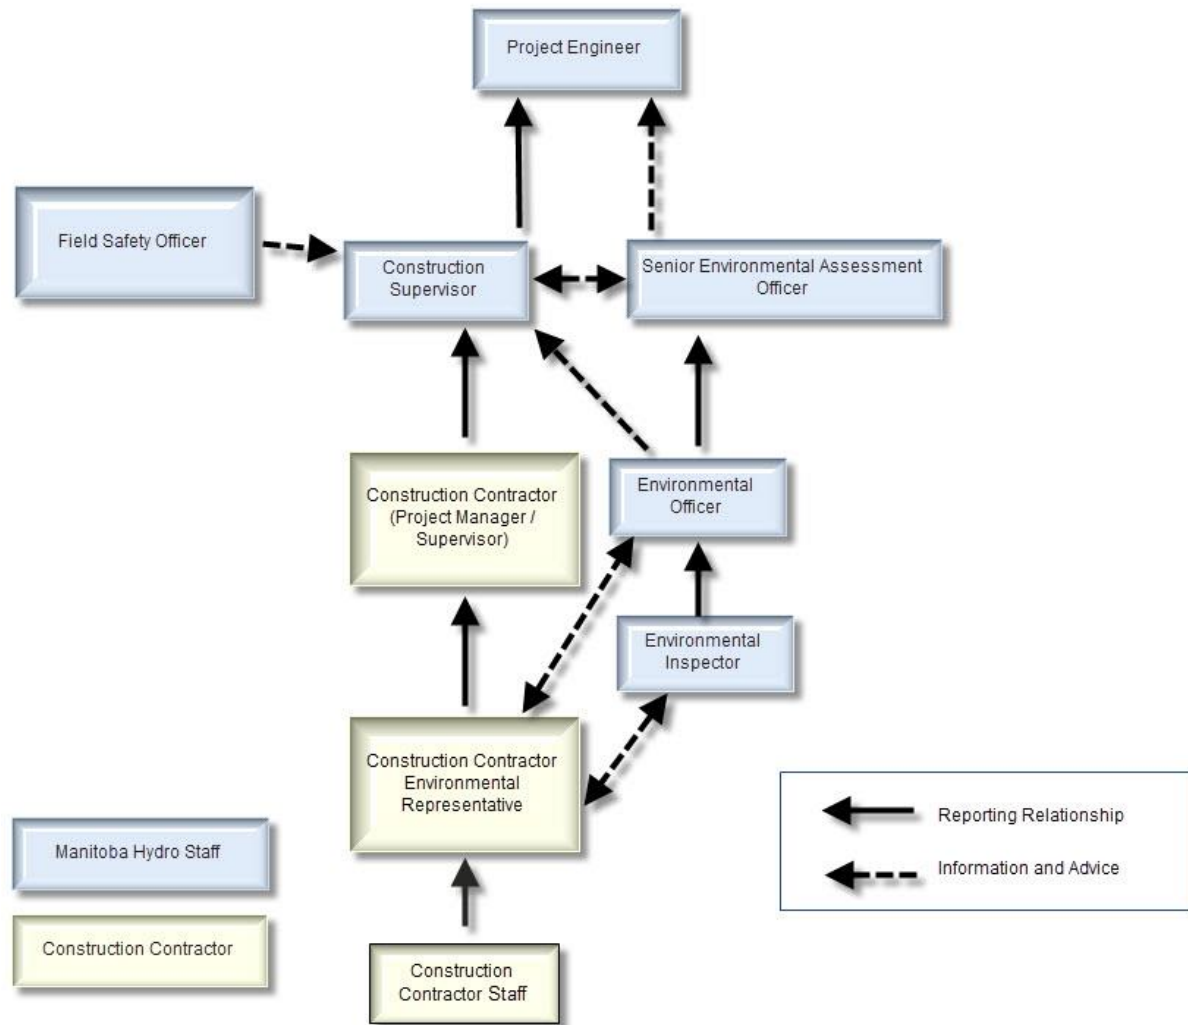 Project Engineer
Field Safety Officer
Construction
Supervisor
Senior Environmental Assessment
Officer
Construction Contractor
(Project Manager /
Supervisor)
Environmental
Officer
Environmental
Inspector
Construction Contractor
Environmental
Representative
Reporting Relationship
Information and Advice
Manitoba Hydro Staff
Construction Contractor
Construction
Contractor Staff